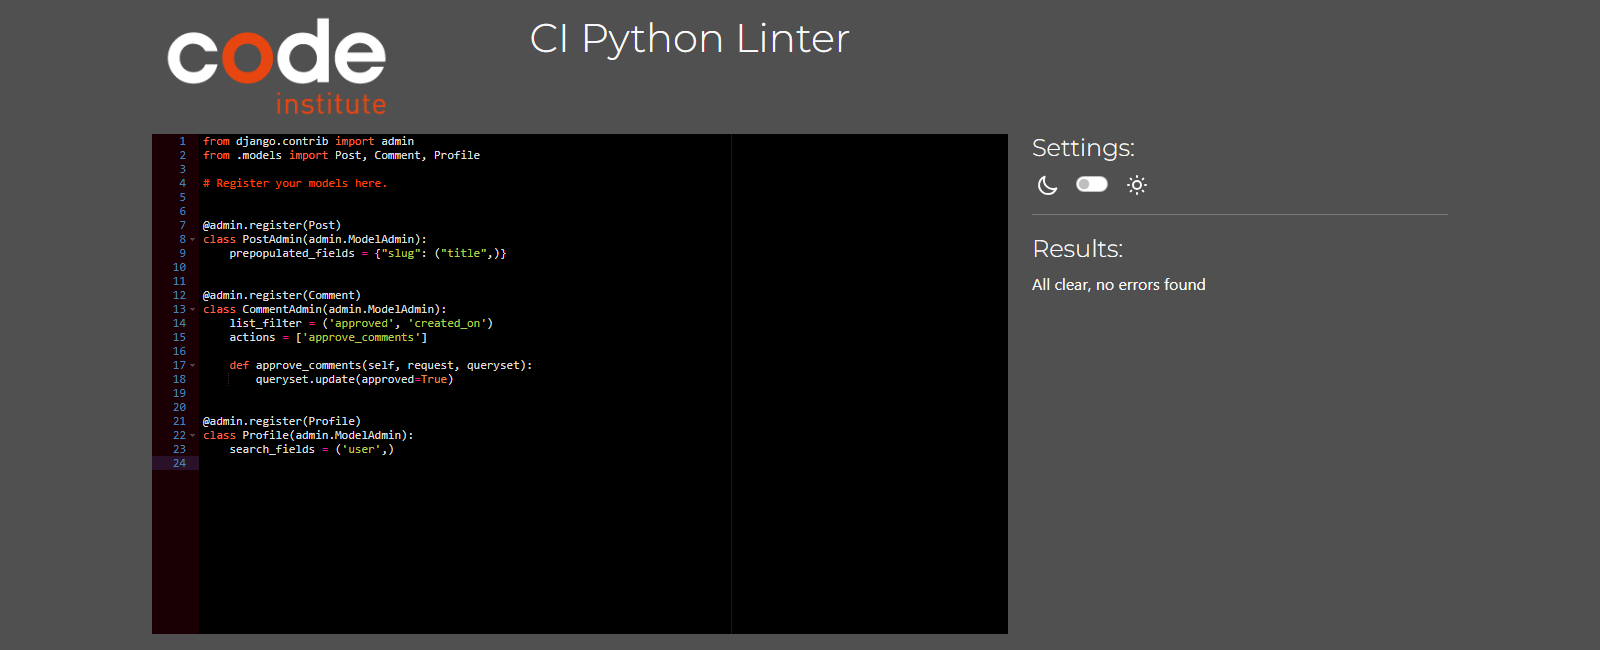 code
institute
CI Python Linter
1 from django.contrib import admin
2 from .models import Post, Comment, Profile
3
4 # Register your models here.
5
6
7 @admin.register(Post)
8 class PostAdmin(admin.ModelAdmin):
9     prepopulated_fields = {"slug": ("title",)}
10
11
12 @admin.register(Comment)
13 class CommentAdmin(admin.ModelAdmin):
14     list_filter = ('approved', 'created_on')
15     actions = ['approve_comments']
16
17     def approve_comments(self, request, queryset):
18         queryset.update(approved=True)
19
20
21 @admin.register(Profile)
22 class Profile(admin.ModelAdmin):
23     search_fields = ('user',)
24
Settings:
Results:
All clear, no errors found